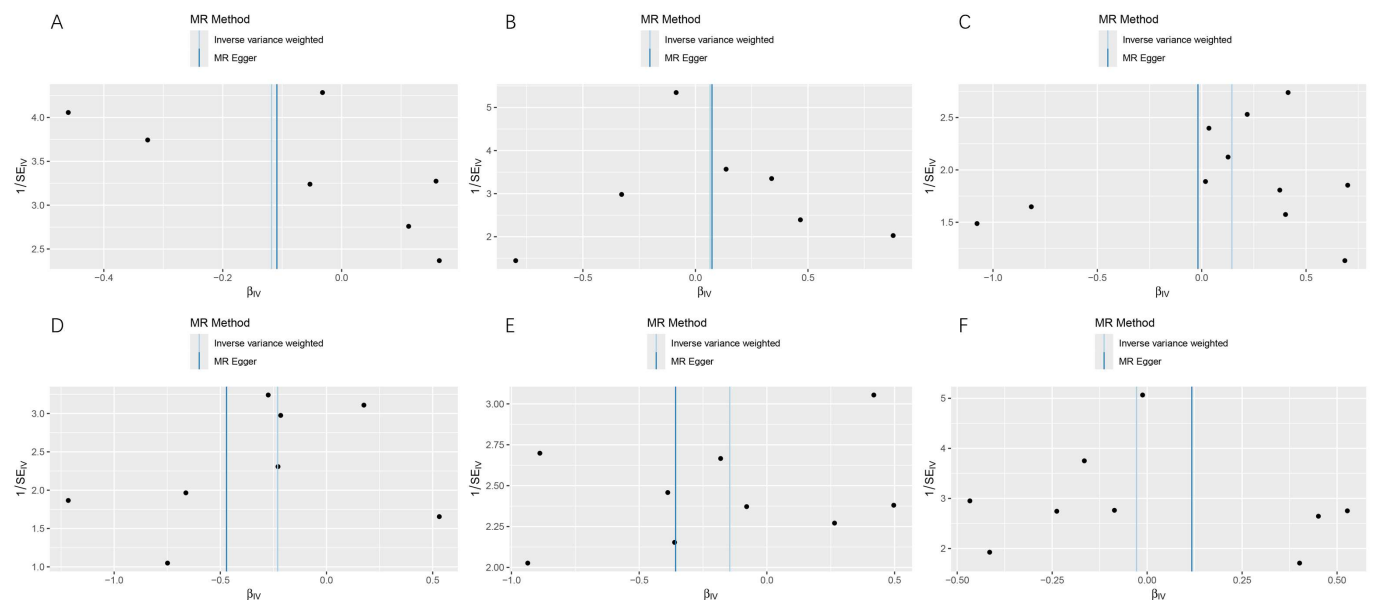 A
MR Method
Inverse variance weighted
MR Egger
4.0
3.5
3.0
2.5
1/SE_IV
−0.4
−0.2
0.0
β_IV
B
MR Method
Inverse variance weighted
MR Egger
5
4
3
2
1/SE_IV
−0.5
0.0
0.5
β_IV
C
MR Method
Inverse variance weighted
MR Egger
2.5
2.0
1.5
1/SE_IV
−1.0
−0.5
0.0
0.5
β_IV
D
MR Method
Inverse variance weighted
MR Egger
3.0
2.5
2.0
1.5
1.0
1/SE_IV
−1.0
−0.5
0.0
0.5
β_IV
E
MR Method
Inverse variance weighted
MR Egger
3.00
2.75
2.50
2.25
2.00
1/SE_IV
−1.0
−0.5
0.0
0.5
β_IV
F
MR Method
Inverse variance weighted
MR Egger
5
4
3
2
1/SE_IV
−0.50
−0.25
0.00
0.25
0.50
β_IV